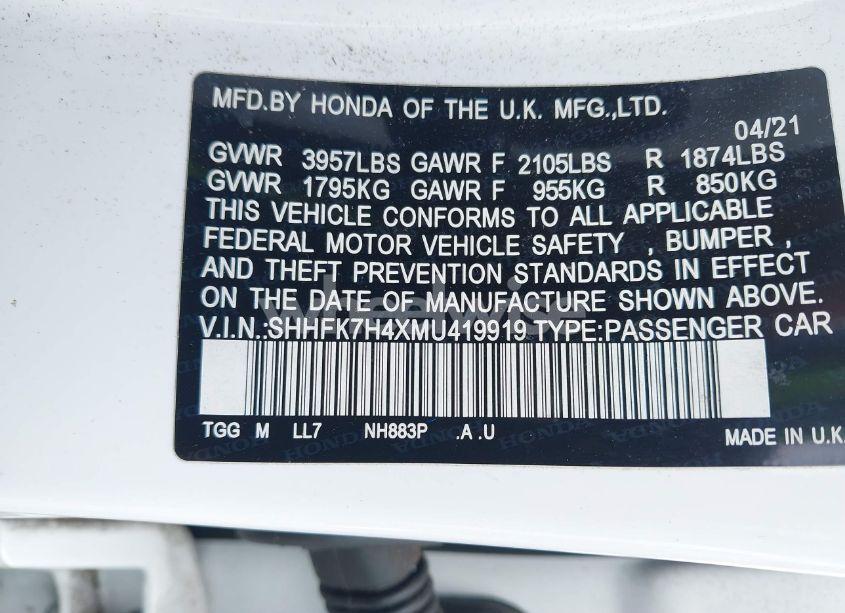 MFD.BY HONDA OF THE U.K. MFG.,LTD.
04/21
GVWR 3957LBS GAWR F 2105LBS R 1874LBS
GVWR 1795KG GAWR F 955KG R 850KG
THIS VEHICLE CONFORMS TO ALL APPLICABLE
FEDERAL MOTOR VEHICLE SAFETY , BUMPER ,
AND THEFT PREVENTION STANDARDS IN EFFECT
ON THE DATE OF MANUFACTURE SHOWN ABOVE.
V.I.N.:SHHFK7H4XMU419919 TYPE:PASSENGER CAR
TGG M LL7 NH883P .A .U
MADE IN U.K.